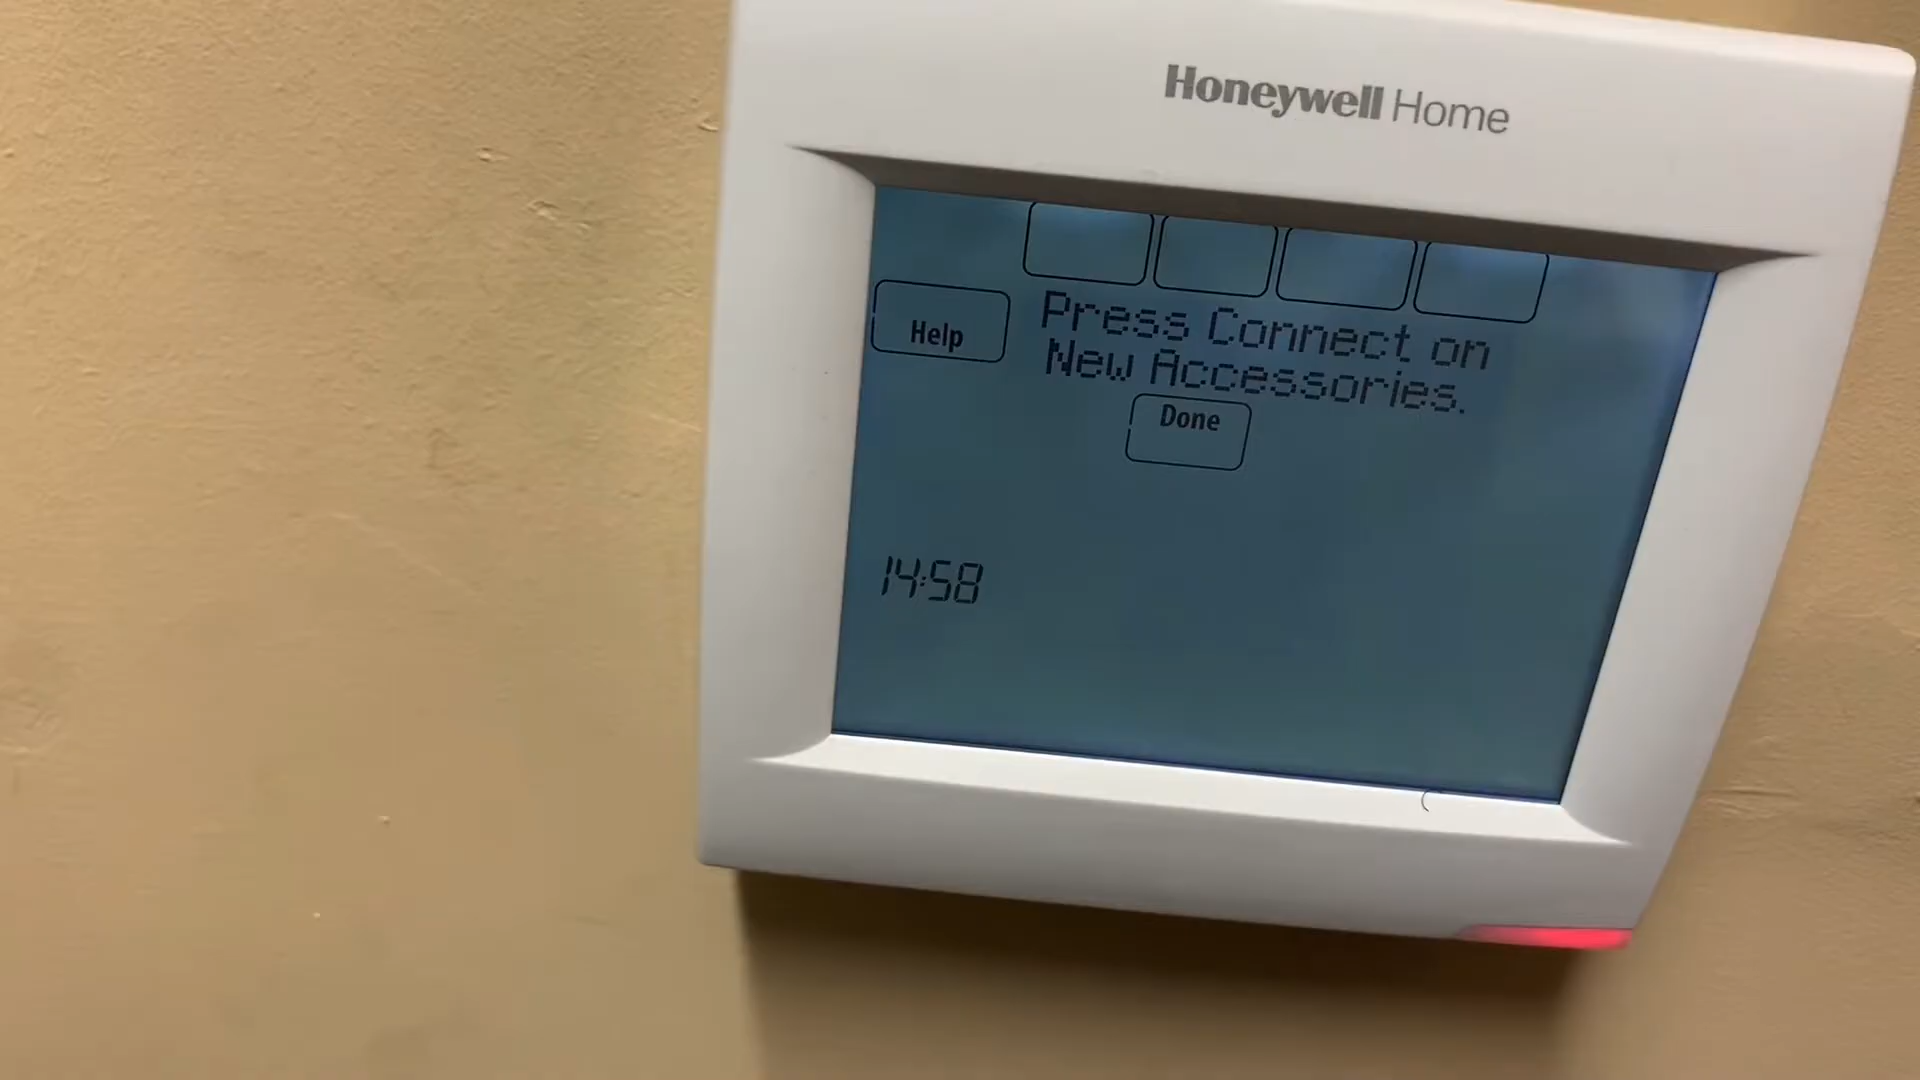 Honeywell Home
Help
Press Connect on
New Accessories.
Done
14:58